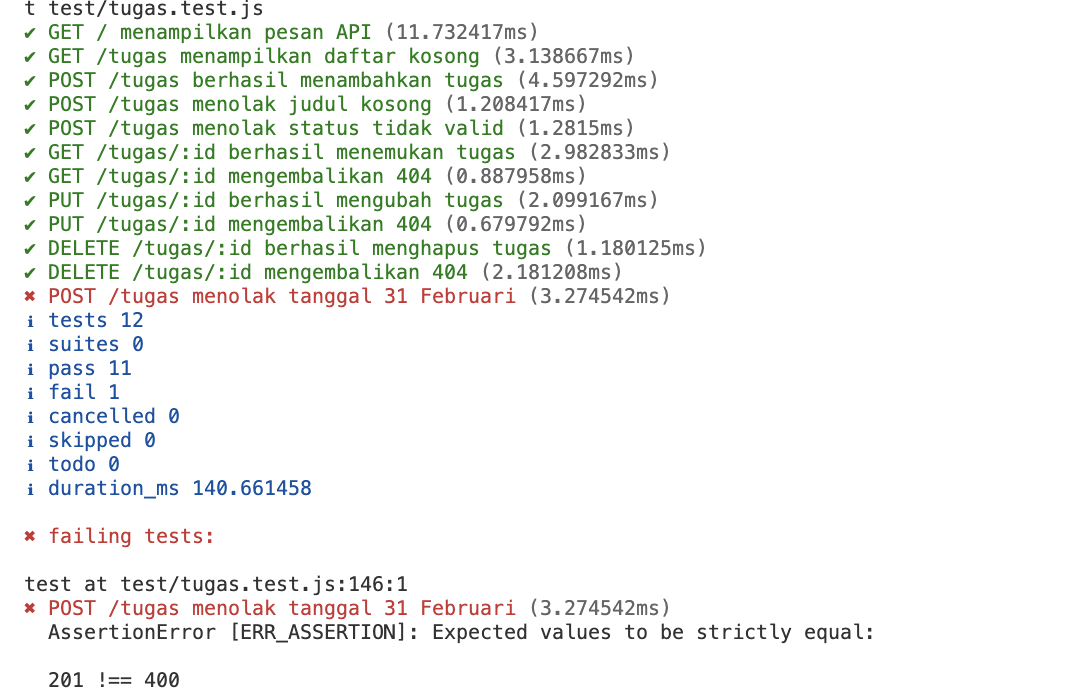 t test/tugas.test.js
✔ GET / menampilkan pesan API (11.732417ms)
✔ GET /tugas menampilkan daftar kosong (3.138667ms)
✔ POST /tugas berhasil menambahkan tugas (4.597292ms)
✔ POST /tugas menolak judul kosong (1.208417ms)
✔ POST /tugas menolak status tidak valid (1.2815ms)
✔ GET /tugas/:id berhasil menemukan tugas (2.982833ms)
✔ GET /tugas/:id mengembalikan 404 (0.887958ms)
✔ PUT /tugas/:id berhasil mengubah tugas (2.099167ms)
✔ PUT /tugas/:id mengembalikan 404 (0.679792ms)
✔ DELETE /tugas/:id berhasil menghapus tugas (1.180125ms)
✔ DELETE /tugas/:id mengembalikan 404 (2.181208ms)
✖ POST /tugas menolak tanggal 31 Februari (3.274542ms)
ℹ tests 12
ℹ suites 0
ℹ pass 11
ℹ fail 1
ℹ cancelled 0
ℹ skipped 0
ℹ todo 0
ℹ duration_ms 140.661458
✖ failing tests:
test at test/tugas.test.js:146:1
✖ POST /tugas menolak tanggal 31 Februari (3.274542ms)
AssertionError [ERR_ASSERTION]: Expected values to be strictly equal:
201 !== 400